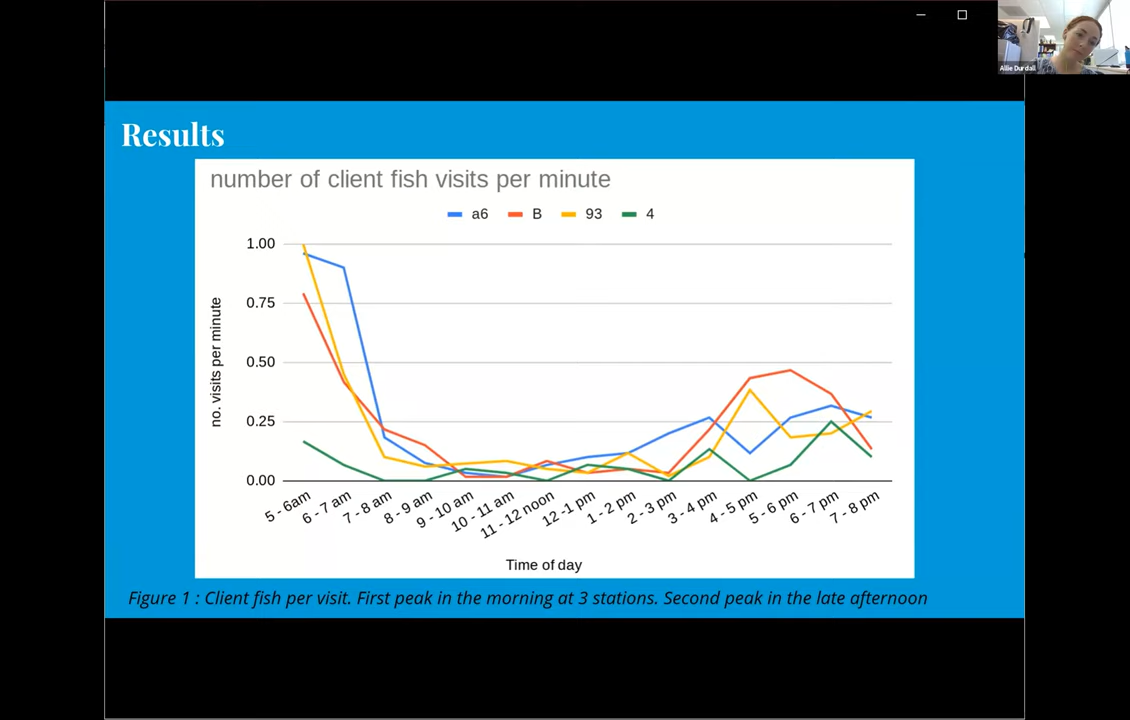 Allie Durdall
Results
number of client fish visits per minute
a6 B 93 4
1.00
0.75
0.50
0.25
0.00
no. visits per minute
5 - 6am
6 - 7 am
7 - 8 am
8 - 9 am
9 - 10 am
10 - 11 am
11 - 12 noon
12 -1 pm
1 - 2 pm
2 - 3 pm
3 - 4 pm
4 - 5 pm
5 - 6 pm
6 - 7 pm
7 - 8 pm
Time of day
Figure 1 : Client fish per visit. First peak in the morning at 3 stations. Second peak in the late afternoon